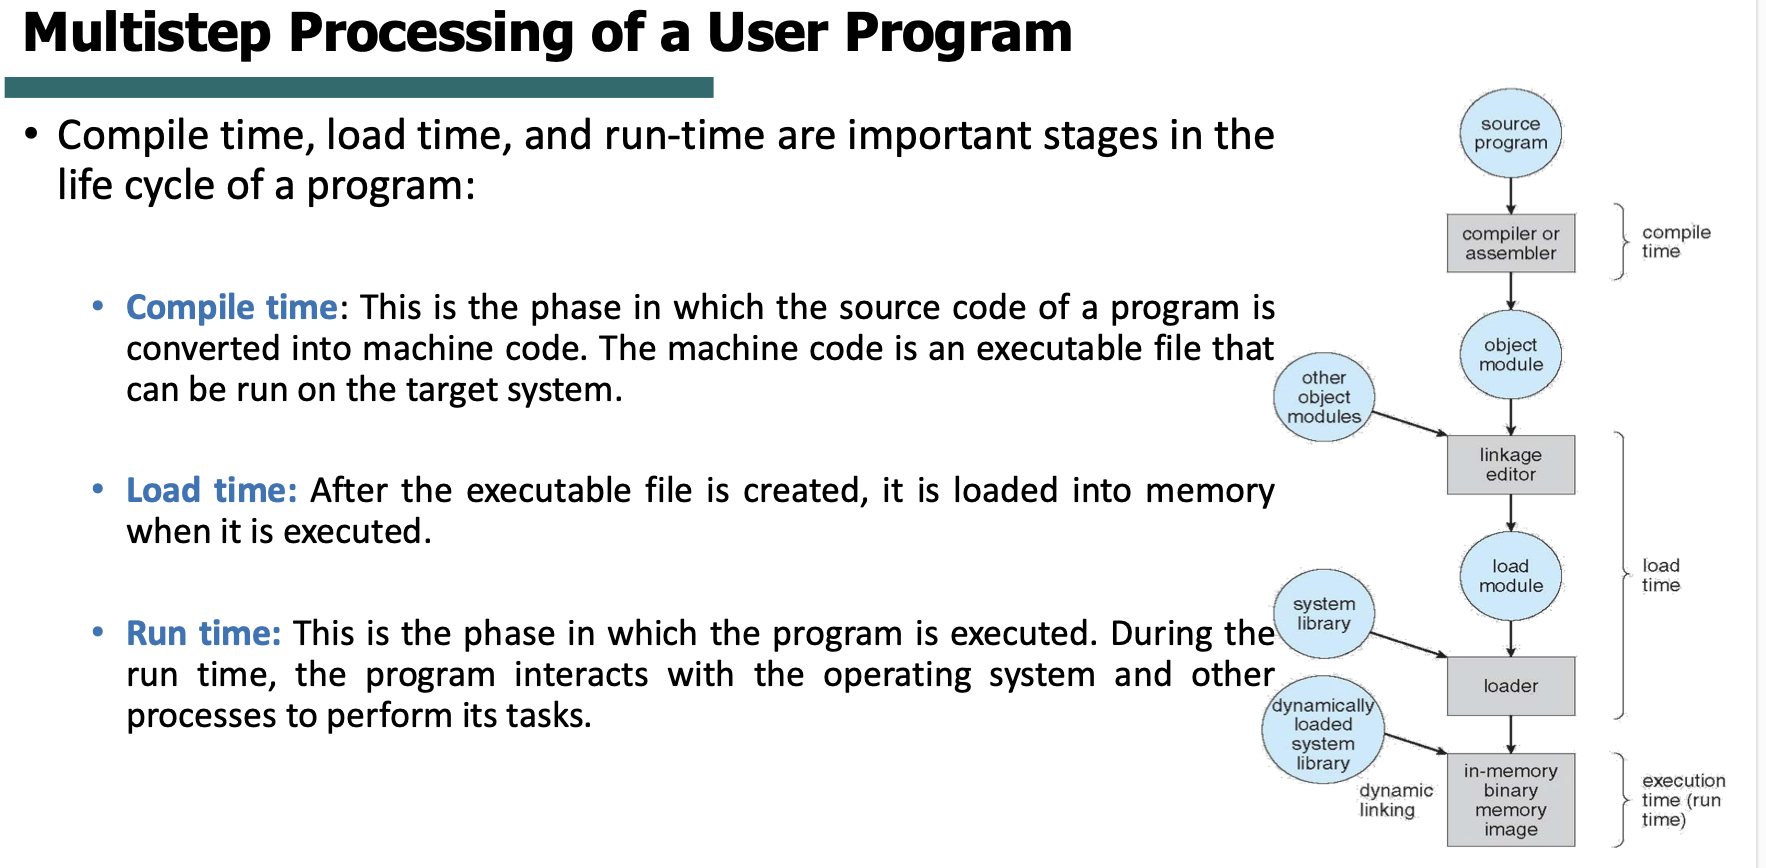 Multistep Processing of a User Program
• Compile time, load time, and run-time are important stages in the
life cycle of a program:
• Compile time: This is the phase in which the source code of a program is
converted into machine code. The machine code is an executable file that
can be run on the target system.
• Load time: After the executable file is created, it is loaded into memory
when it is executed.
• Run time: This is the phase in which the program is executed. During the
run time, the program interacts with the operating system and other
processes to perform its tasks.
source
program
compiler or
assembler
compile
time
object
module
other
object
modules
linkage
editor
load
module
load
time
system
library
loader
dynamically
loaded
system
library
dynamic
linking
in-memory
binary
memory
image
execution
time (run
time)